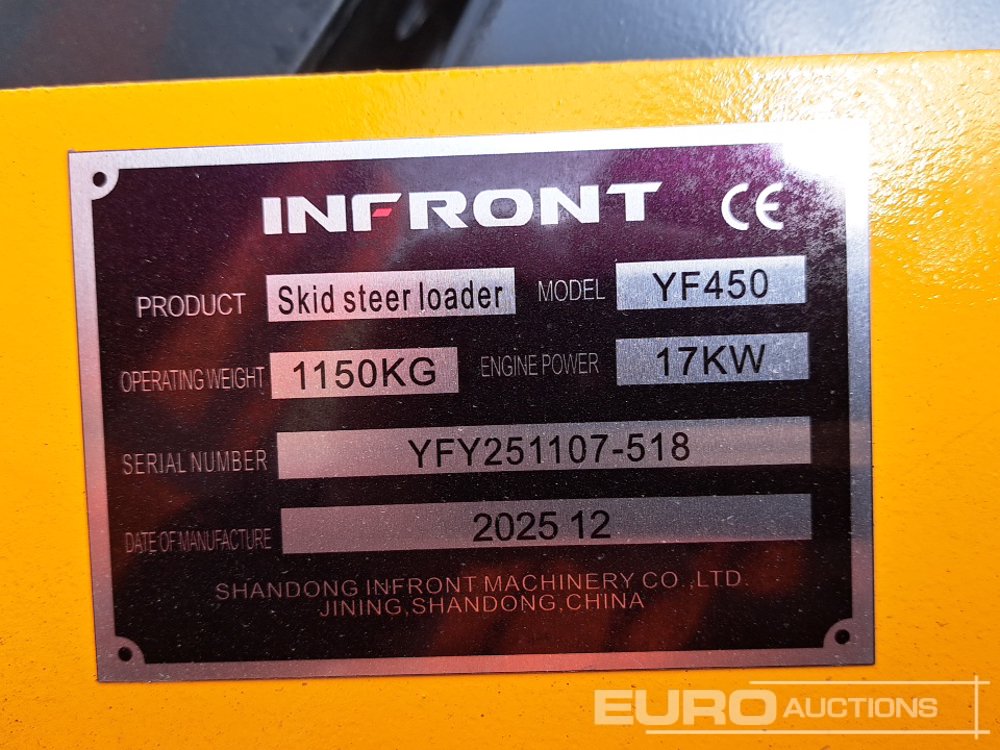 INFRONT CE
PRODUCT Skid steer loader MODEL YF450
OPERATING WEIGHT 1150KG ENGINE POWER 17KW
SERIAL NUMBER YFY251107-518
DATE OF MANUFACTURE 2025 12
SHANDONG INFRONT MACHINERY CO.,LTD.
JINING,SHANDONG,CHINA
EURO AUCTIONS